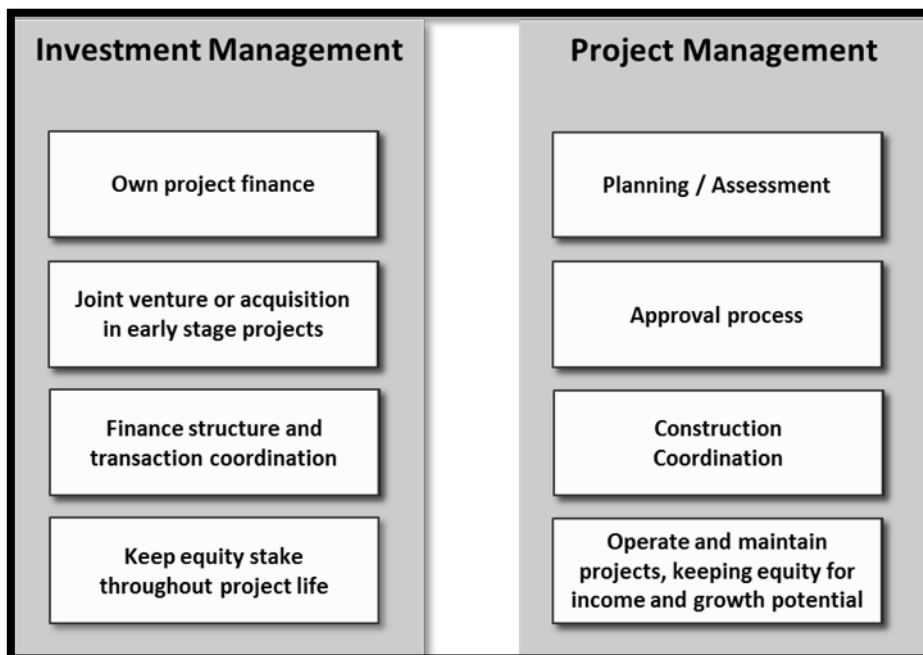 Investment Management
Own project finance
Joint venture or acquisition
in early stage projects
Finance structure and
transaction coordination
Keep equity stake
throughout project life
Project Management
Planning / Assessment
Approval process
Construction
Coordination
Operate and maintain
projects, keeping equity for
income and growth potential